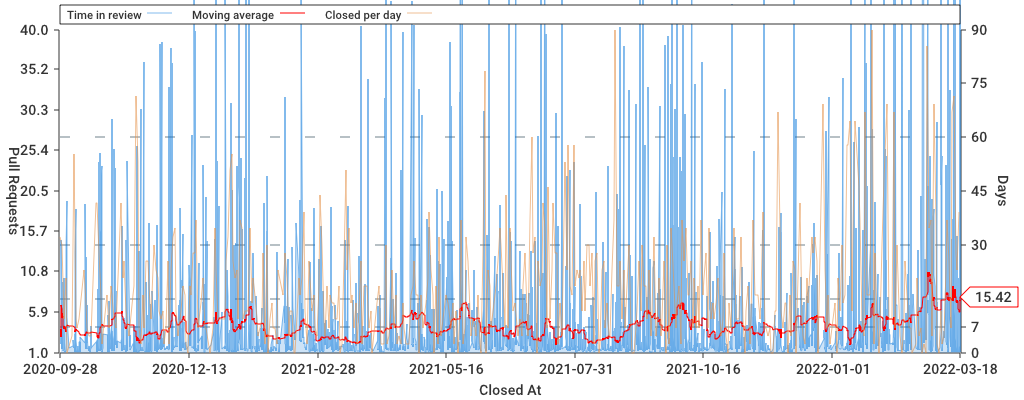 Time in review Moving average Closed per day
40.0 90
35.2 75
30.3 60
25.4 45
20.5 30
15.7 15.42
10.8 7
5.9 0
1.0
Pull Requests
Days
2020-09-28 2020-12-13 2021-02-28 2021-05-16 2021-07-31 2021-10-16 2022-01-01 2022-03-18
Closed At